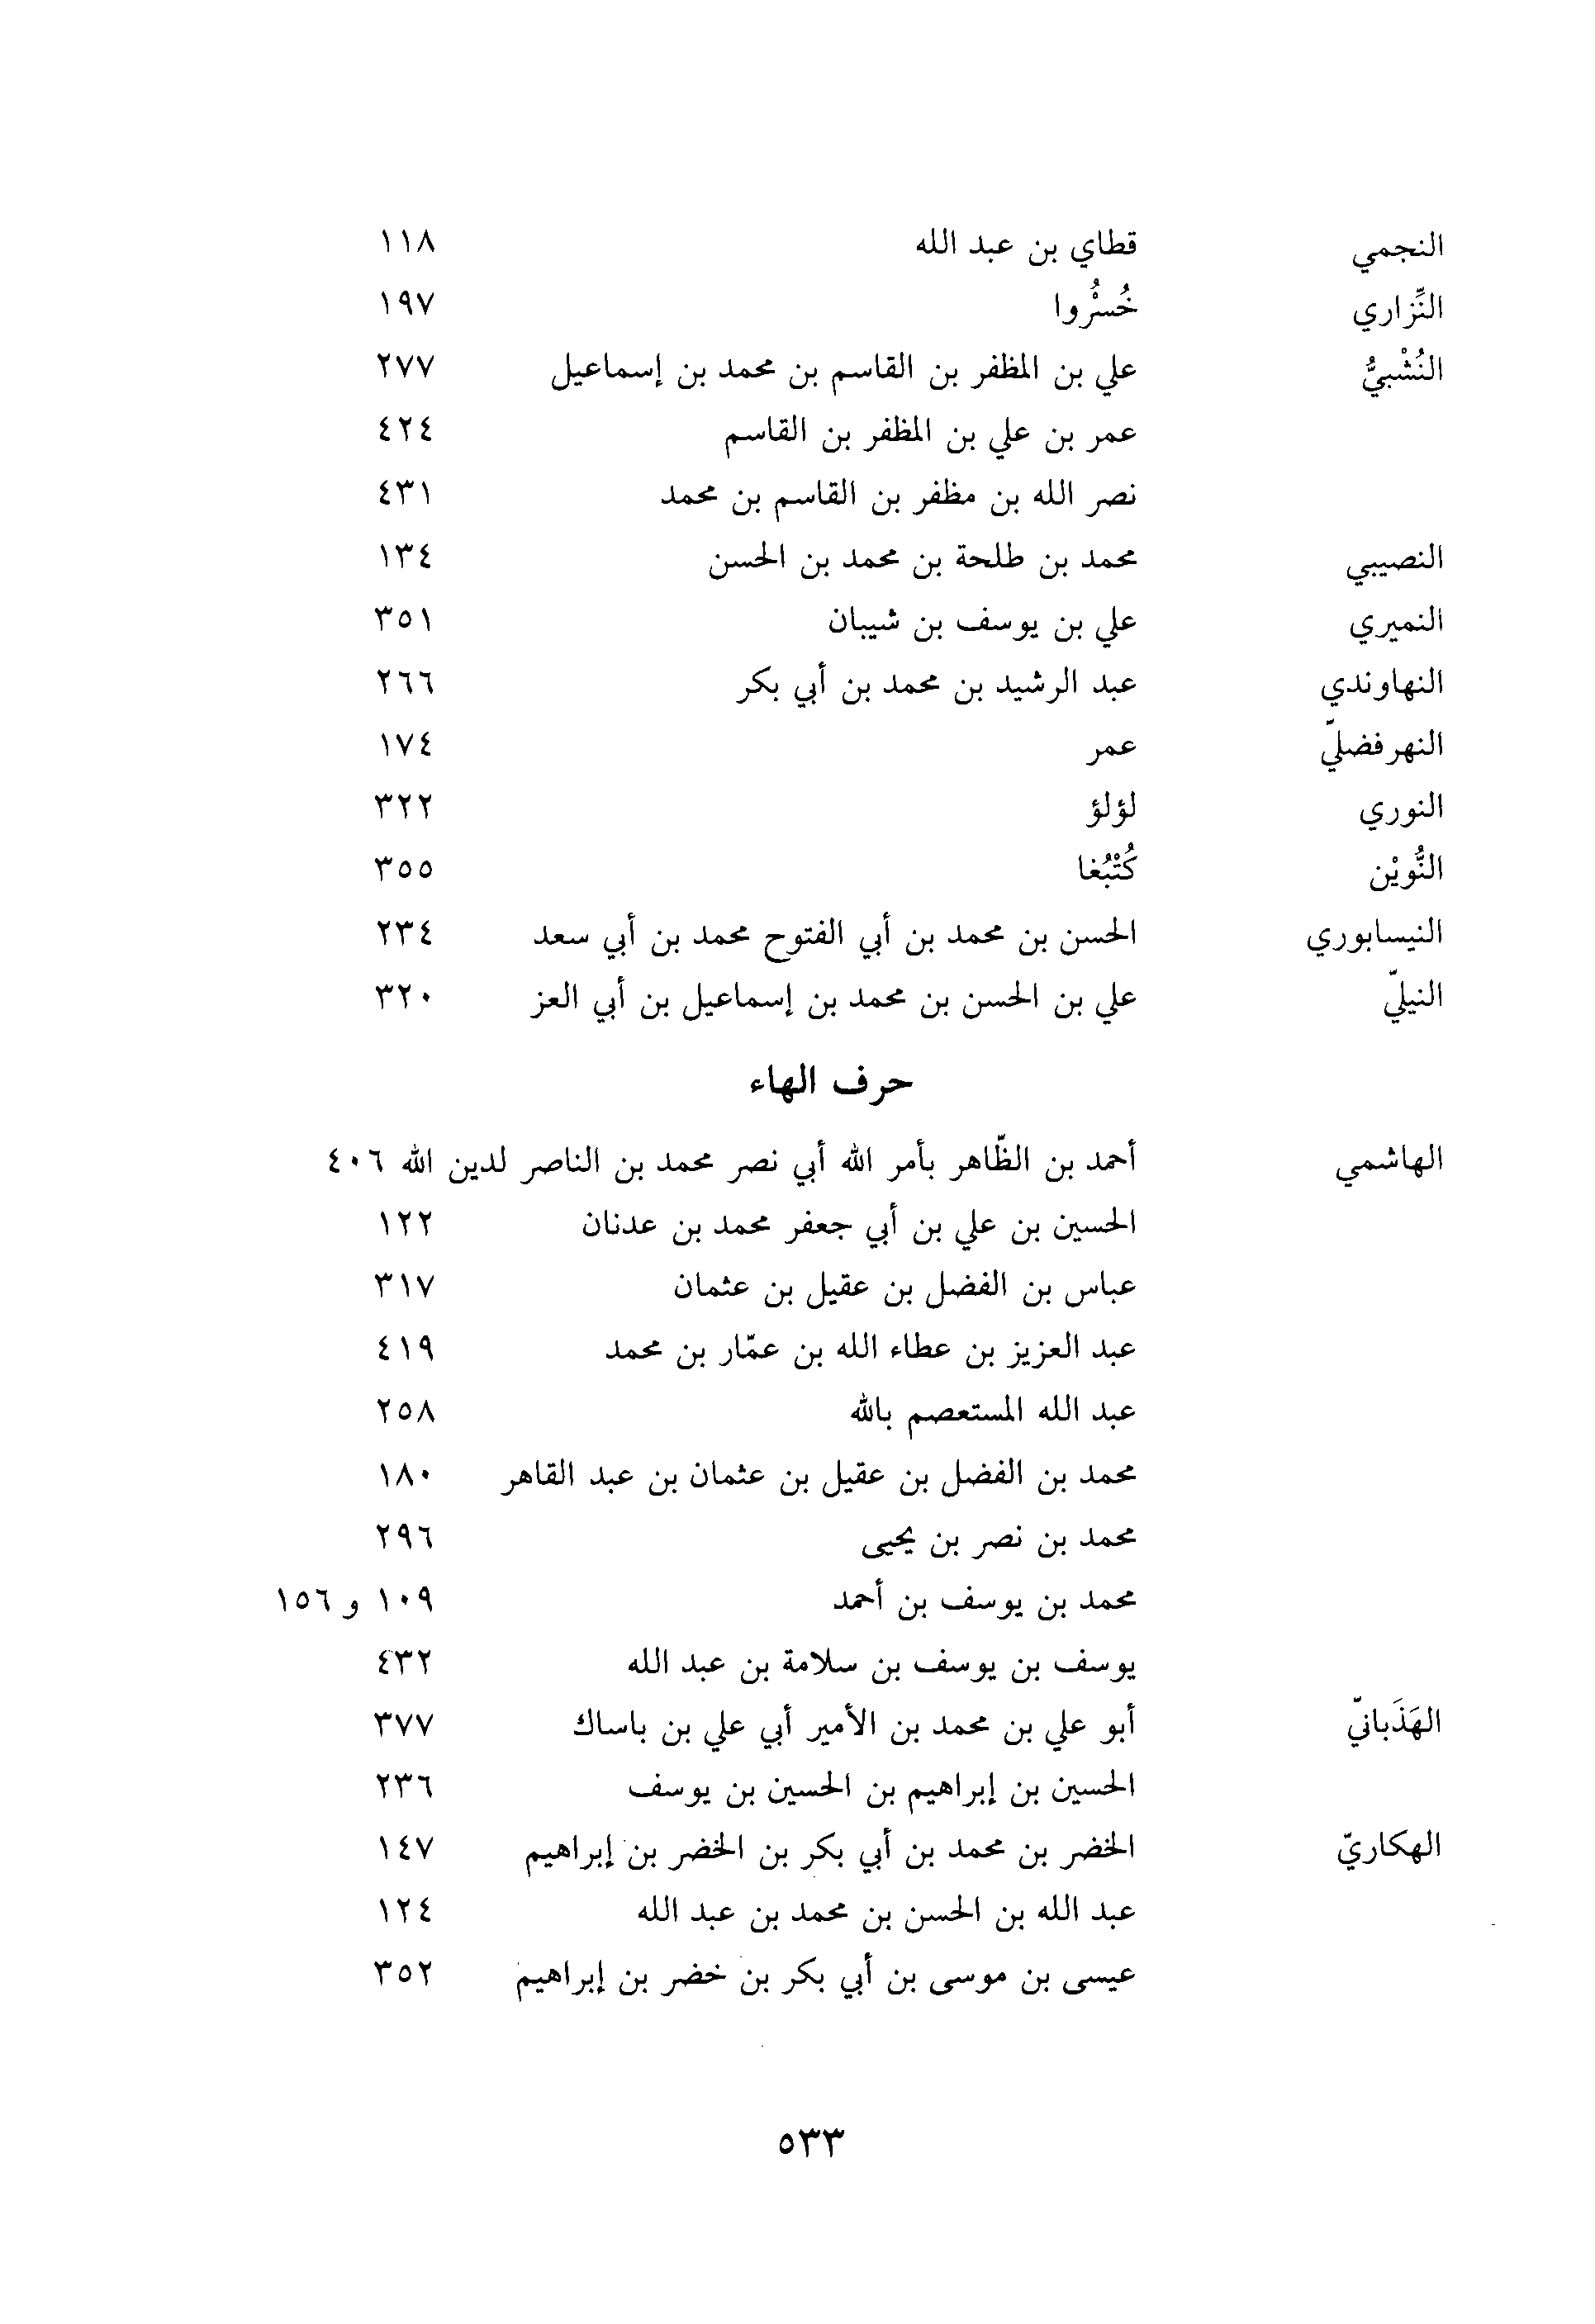 النجمي قطاي بن عبد الله ١١٨
النِّزاري خُسْرُوا ١٩٧
النُشْبيُّ علي بن المظفر بن القاسم بن محمد بن إسماعيل ٢٧٧
عمر بن علي بن المظفر بن القاسم ٤٢٤
نصر الله بن مظفر بن القاسم بن محمد ٤٣١
النصيبي محمد بن طلحة بن محمد بن الحسن ١٣٤
النميري علي بن يوسف بن شيبان ٣٥١
النهاوندي عبد الرشيد بن محمد بن أبي بكر ٢٦٦
النهرفضليّ عمر ١٧٤
النوري لؤلؤ ٣٢٢
النُّويْن كُتْبُغا ٣٥٥
النيسابوري الحسن بن محمد بن أبي الفتوح محمد بن أبي سعد ٢٣٤
النيليّ علي بن الحسن بن محمد بن إسماعيل بن أبي العز ٣٢٠
حرف الهاء
الهاشمي أحمد بن الظّاهر بأمر الله أبي نصر محمد بن الناصر لدين الله ٤٠٦
الحسين بن علي بن أبي جعفر محمد بن عدنان ١٢٢
عباس بن الفضل بن عقيل بن عثمان ٣١٧
عبد العزيز بن عطاء الله بن عمّار بن محمد ٤١٩
عبد الله المستعصم بالله ٢٥٨
محمد بن الفضل بن عقيل بن عثمان بن عبد القاهر ١٨٠
محمد بن نصر بن يحيى ٢٩٦
محمد بن يوسف بن أحمد ١٠٩ و ١٥٦
يوسف بن يوسف بن سلامة بن عبد الله ٤٣٢
الهَذَبانيّ أبو علي بن محمد بن الأمير أبي علي بن باساك ٣٧٧
الحسين بن إبراهيم بن الحسين بن يوسف ٢٣٦
الهكاريّ الخضر بن محمد بن أبي بكر بن الخضر بن إبراهيم ١٤٧
عبد الله بن الحسن بن محمد بن عبد الله ١٢٤
عيسى بن موسى بن أبي بكر بن خضر بن إبراهيم ٣٥٢
٥٣٣